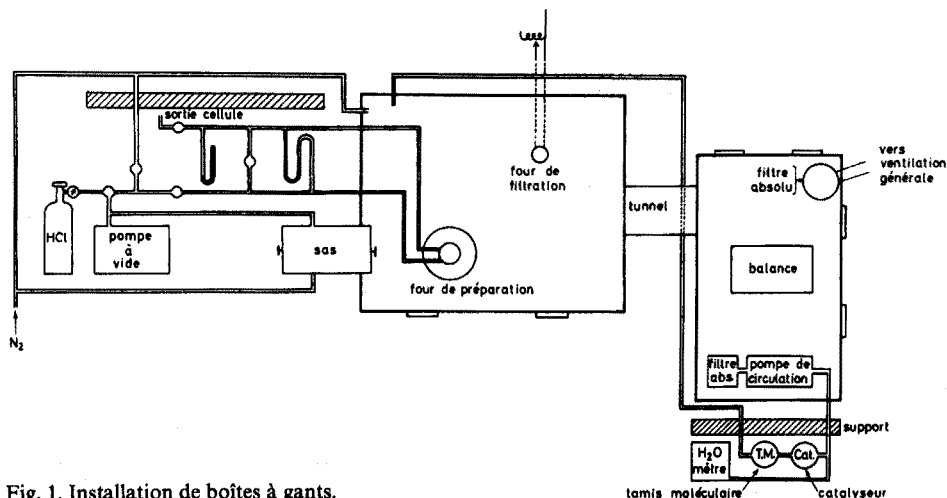 sortie cellule
HCl
pompe
à
vide
sas
N₂
four de
filtration
four de préparation
tunnel
filtre
absolu
vers
ventilation
générale
balance
filtre
abs
pompe de
circulation
support
H₂O
mètre
T.M.
Cat.
tamis moléculaire
catalyseur
Fig. 1. Installation de boîtes à gants.